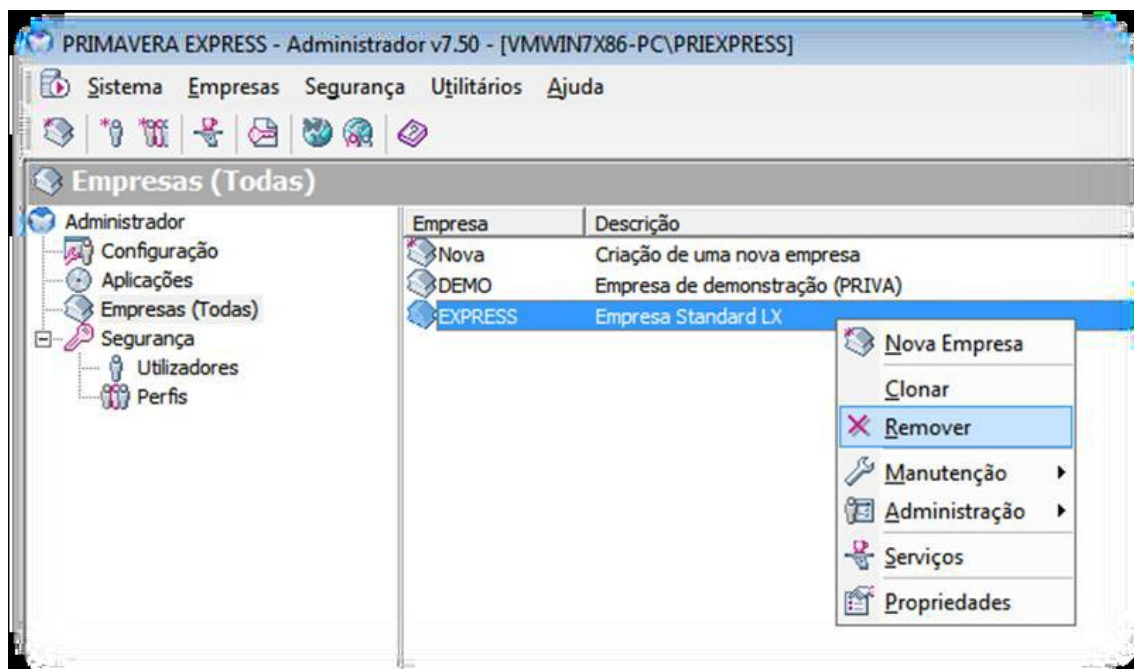 PRIMAVERA EXPRESS - Administrador v7.50 - [VMWIN7X86-PC\PRIEXPRESS]
Sistema Empresas Segurança Utilitários Ajuda
Empresas (Todas)
Administrador
Configuração
Aplicações
Empresas (Todas)
Segurança
Utilizadores
Perfis
Empresa Descrição
Nova Criação de uma nova empresa
DEMO Empresa de demonstração (PRIVA)
EXPRESS Empresa Standard LX
Nova Empresa
Clonar
Remover
Manutenção
Administração
Serviços
Propriedades